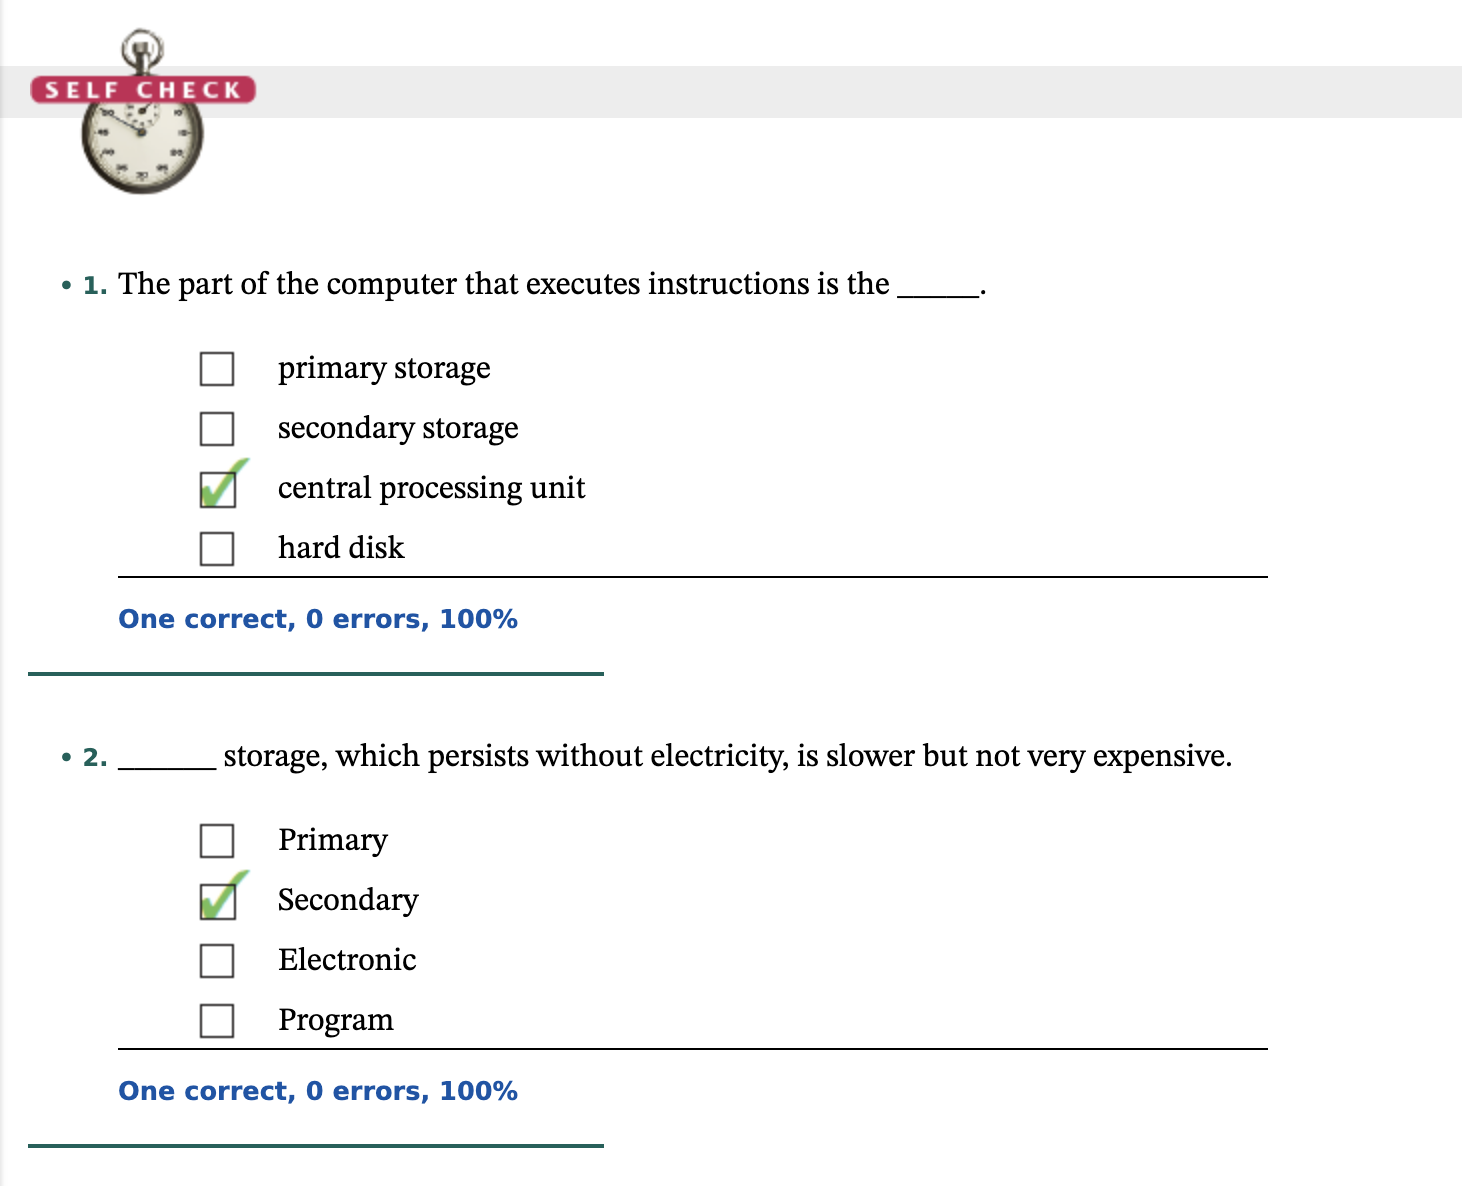 SELF CHECK
• 1. The part of the computer that executes instructions is the _____.
primary storage
secondary storage
central processing unit
hard disk
One correct, 0 errors, 100%
• 2. ______ storage, which persists without electricity, is slower but not very expensive.
Primary
Secondary
Electronic
Program
One correct, 0 errors, 100%